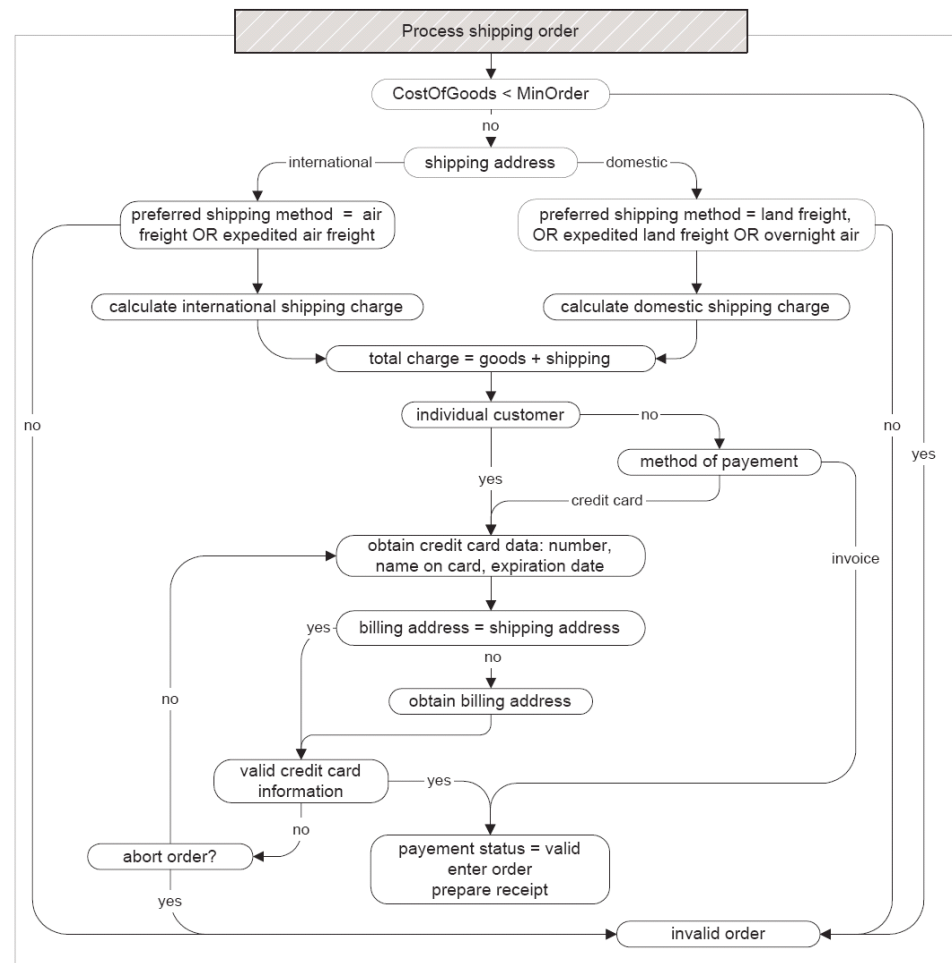 Process shipping order
CostOfGoods < MinOrder
no
international
shipping address
domestic
preferred shipping method = air
freight OR expedited air freight
preferred shipping method = land freight,
OR expedited land freight OR overnight air
calculate international shipping charge
calculate domestic shipping charge
total charge = goods + shipping
individual customer
no
no
no
yes
method of payement
yes
credit card
obtain credit card data: number,
name on card, expiration date
invoice
yes
billing address = shipping address
no
no
obtain billing address
valid credit card
information
yes
no
abort order?
payement status = valid
enter order
prepare receipt
yes
invalid order